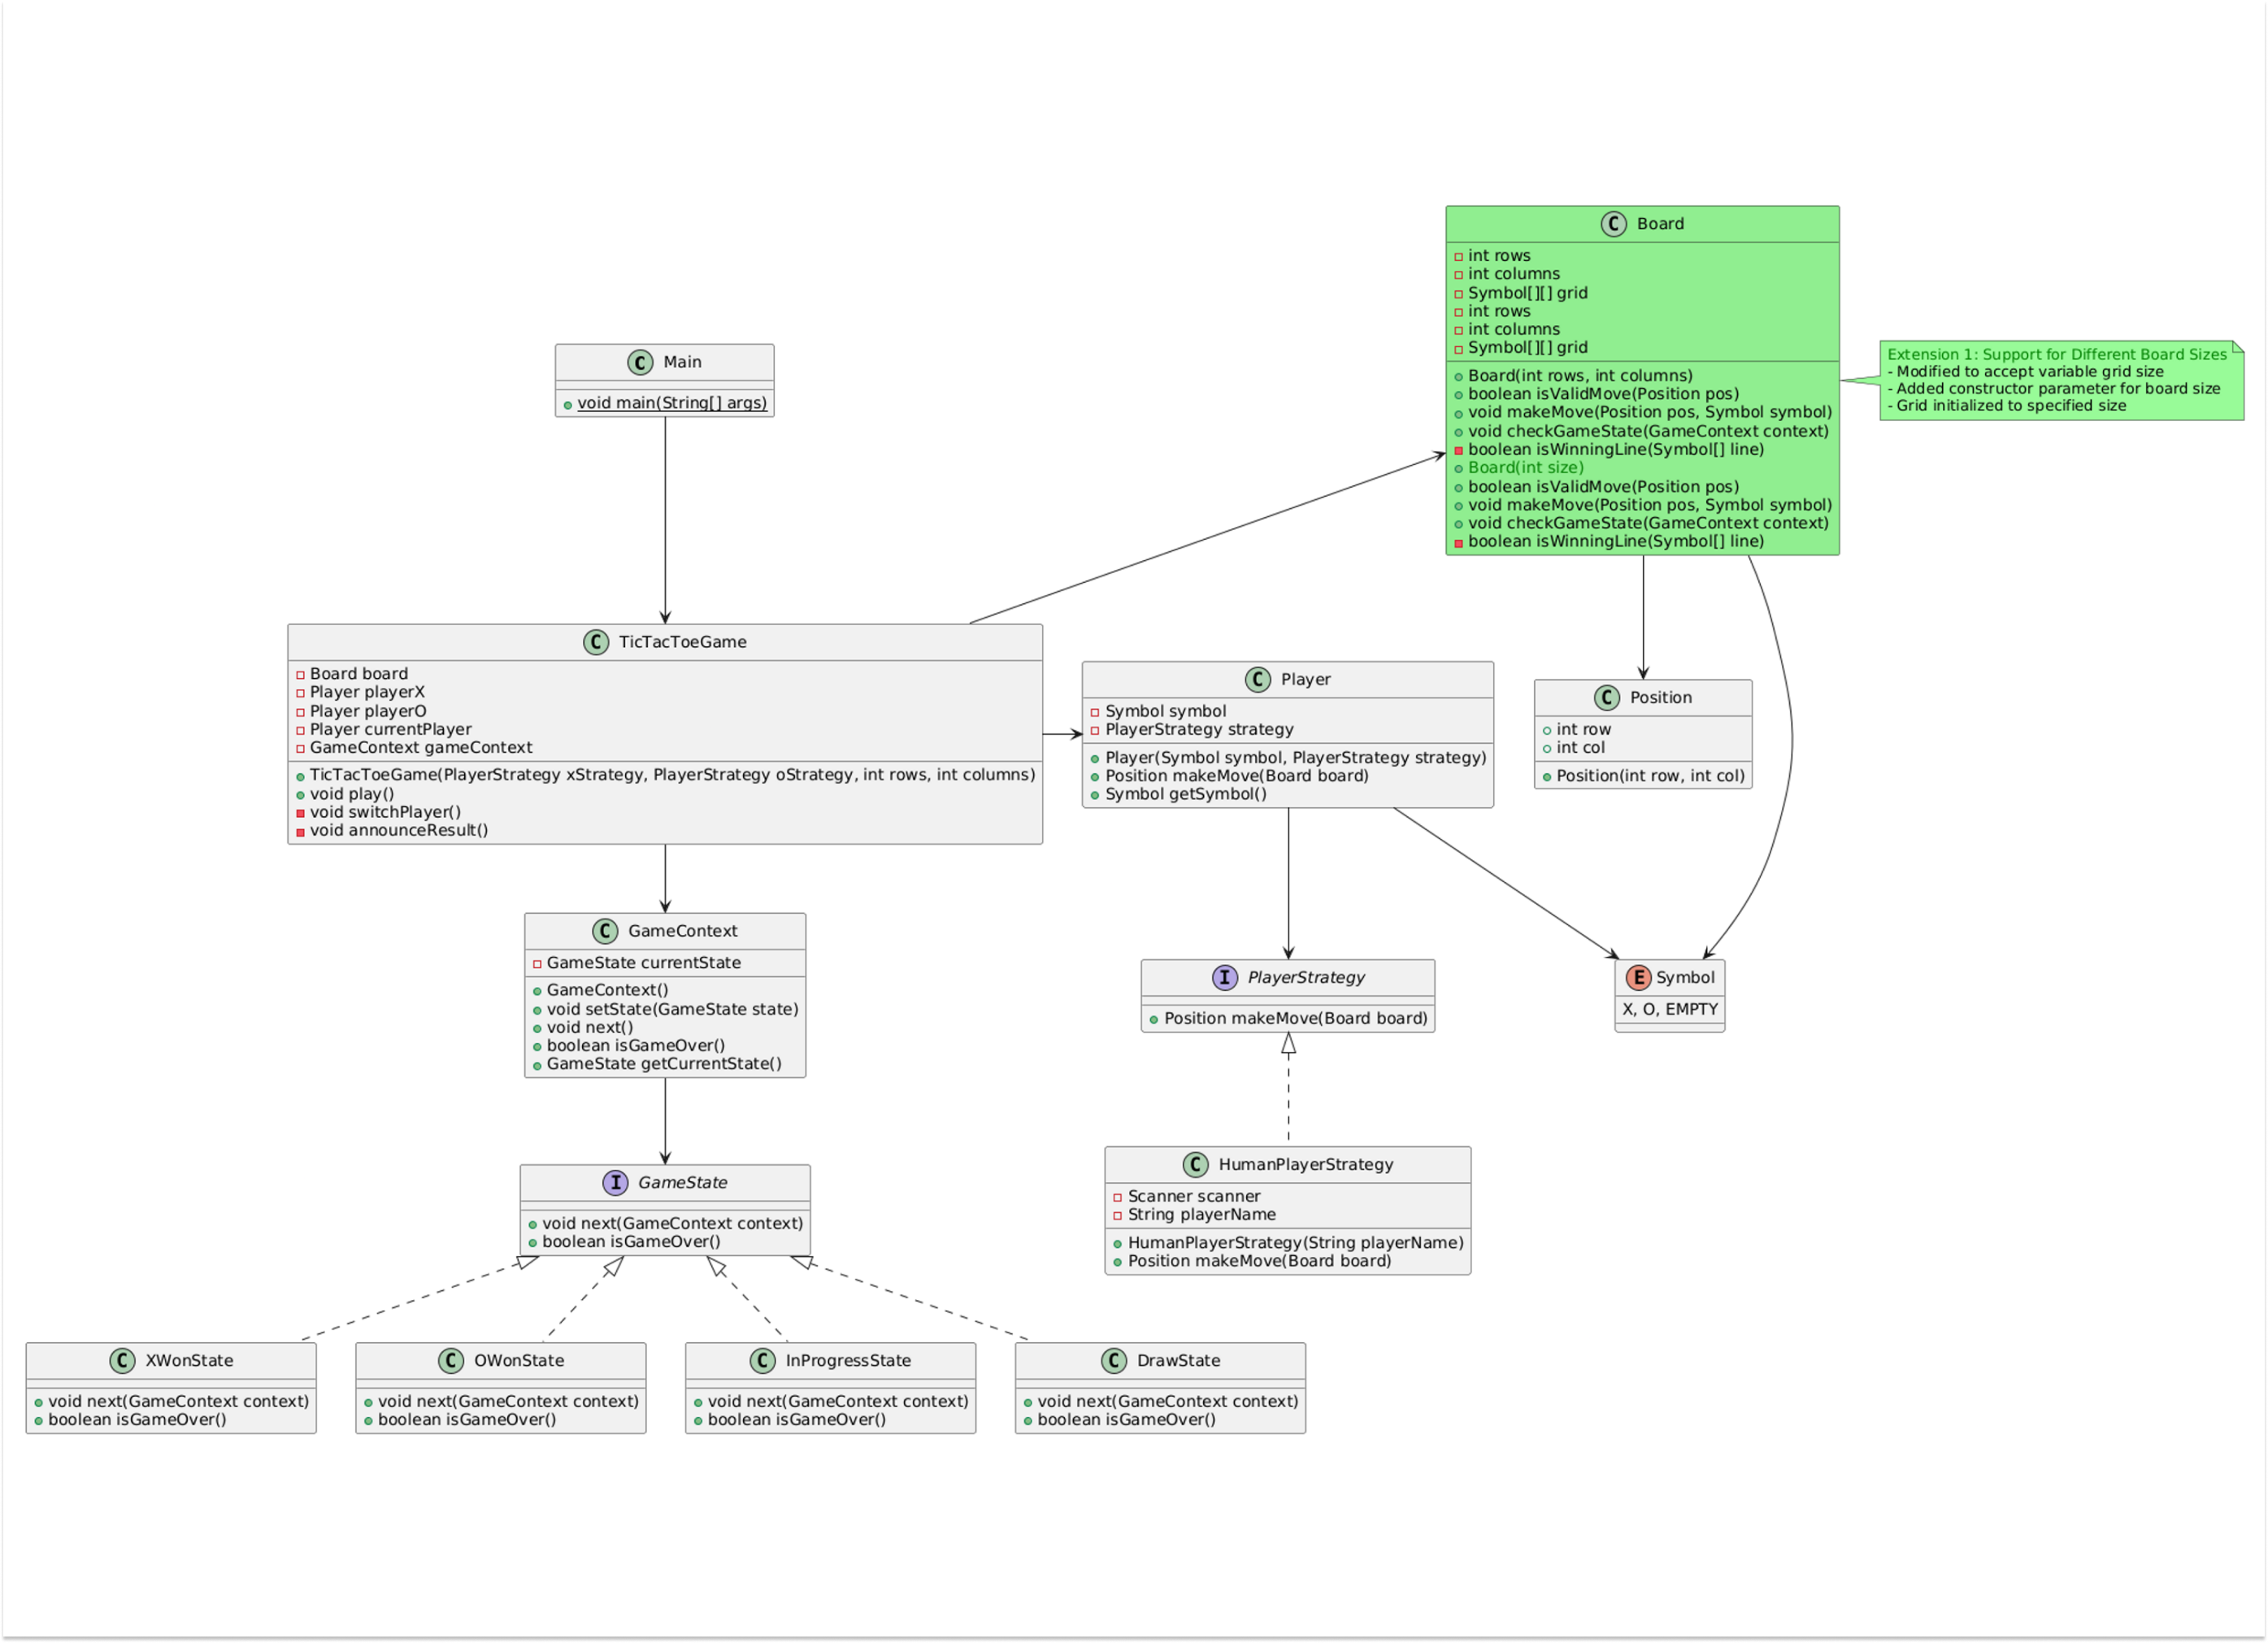 C Board
int rows
int columns
Symbol[][] grid
int rows
int columns
Symbol[][] grid
Board(int rows, int columns)
boolean isValidMove(Position pos)
void makeMove(Position pos, Symbol symbol)
void checkGameState(GameContext context)
boolean isWinningLine(Symbol[] line)
Board(int size)
boolean isValidMove(Position pos)
void makeMove(Position pos, Symbol symbol)
void checkGameState(GameContext context)
boolean isWinningLine(Symbol[] line)
Extension 1: Support for Different Board Sizes
- Modified to accept variable grid size
- Added constructor parameter for board size
- Grid initialized to specified size
C Main
void main(String[] args)
C TicTacToeGame
Board board
Player playerX
Player playerO
Player currentPlayer
GameContext gameContext
TicTacToeGame(PlayerStrategy xStrategy, PlayerStrategy oStrategy, int rows, int columns)
void play()
void switchPlayer()
void announceResult()
C Player
Symbol symbol
PlayerStrategy strategy
Player(Symbol symbol, PlayerStrategy strategy)
Position makeMove(Board board)
Symbol getSymbol()
C Position
int row
int col
Position(int row, int col)
C GameContext
GameState currentState
GameContext()
void setState(GameState state)
void next()
boolean isGameOver()
GameState getCurrentState()
I PlayerStrategy
Position makeMove(Board board)
E Symbol
X, O, EMPTY
I GameState
void next(GameContext context)
boolean isGameOver()
C HumanPlayerStrategy
Scanner scanner
String playerName
HumanPlayerStrategy(String playerName)
Position makeMove(Board board)
C XWonState
void next(GameContext context)
boolean isGameOver()
C OWonState
void next(GameContext context)
boolean isGameOver()
C InProgressState
void next(GameContext context)
boolean isGameOver()
C DrawState
void next(GameContext context)
boolean isGameOver()